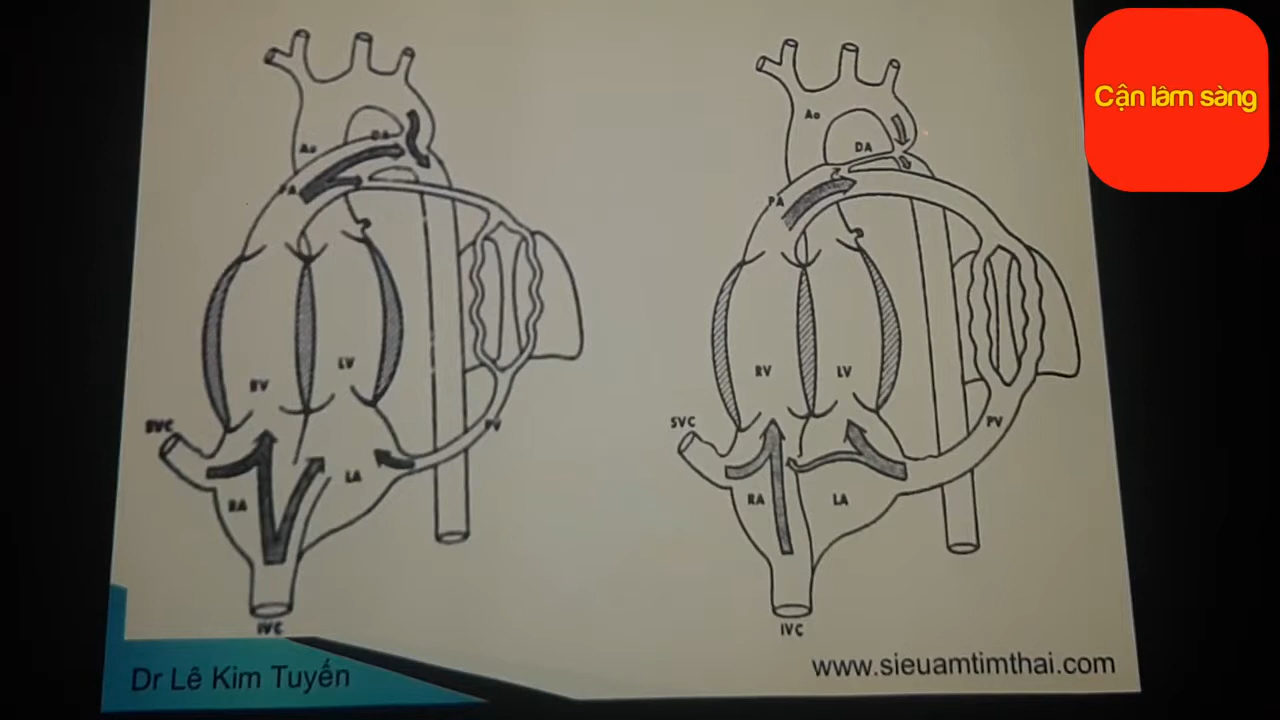 Cận lâm sàng
Ao
DA
PA
RV
LV
SVC
PV
RA
LA
IVC
Ao
DA
PA
RV
LV
SVC
PV
RA
LA
IVC
Dr Lê Kim Tuyến
www.sieuamtimthai.com